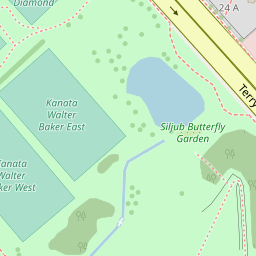 Diamond
24 A
Kanata
Walter
Baker East
Siljub Butterfly
Garden
Terry
Kanata
Walter
Baker West